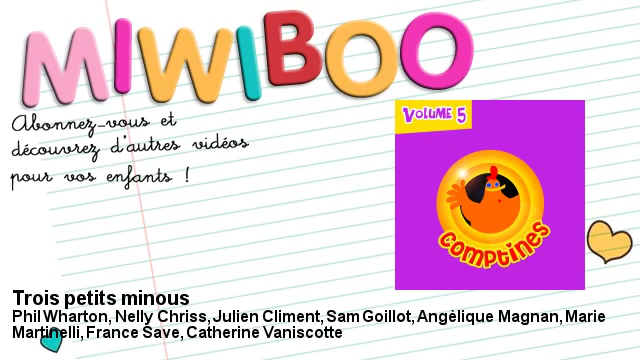 MIWIBOO
Abonnez-vous et
découvrez d'autres vidéos
pour vos enfants !
VOLUME 5
comptines
Trois petits minous
Phil Wharton, Nelly Chriss, Julien Climent, Sam Goillot, Angèlique Magnan, Marie
Martinelli, France Save, Catherine Vaniscotte